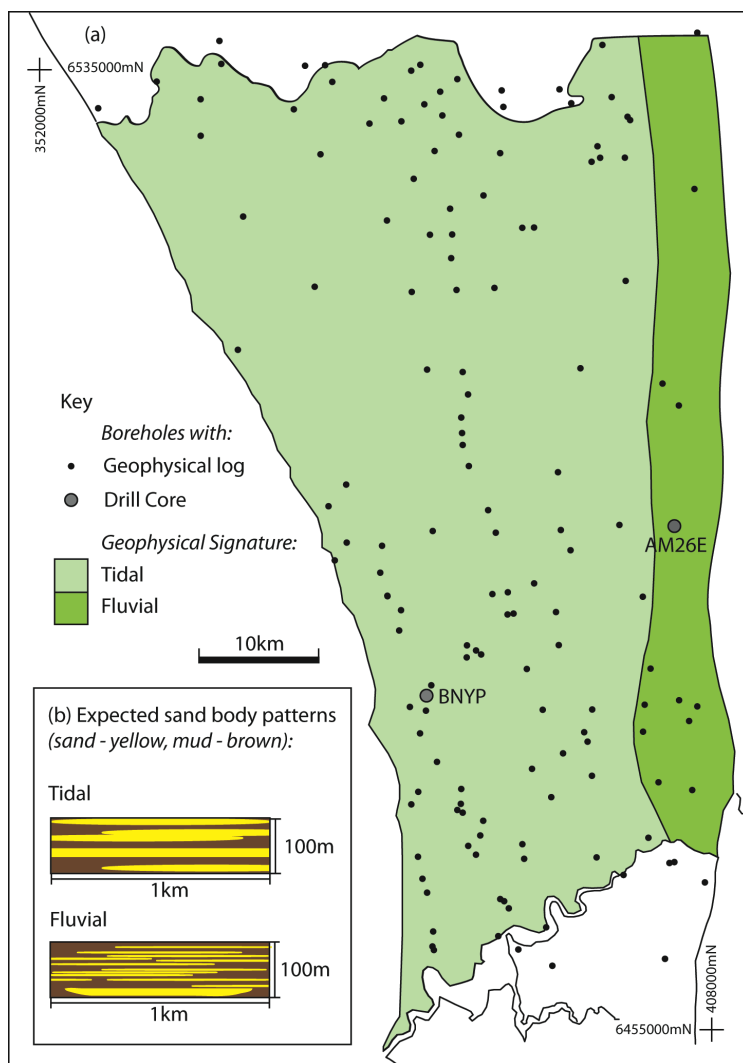 (a)
6535000mN
352000mN
Key
Boreholes with:
Geophysical log
Drill Core
Geophysical Signature:
Tidal
Fluvial
10km
AM26E
BNYP
(b) Expected sand body patterns
(sand - yellow, mud - brown):
Tidal
100m
1km
Fluvial
100m
1km
408000mN
6455000mN